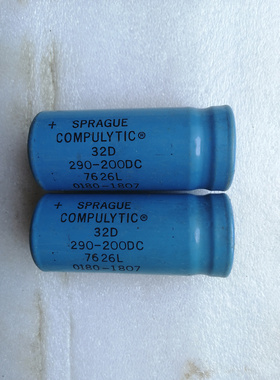 + SPRAGUE
COMPULYTIC®
32D
290-200DC
7626L
0180-1807
+ SPRAGUE
COMPULYTIC®
32D
290-200DC
7626L
0180-1807